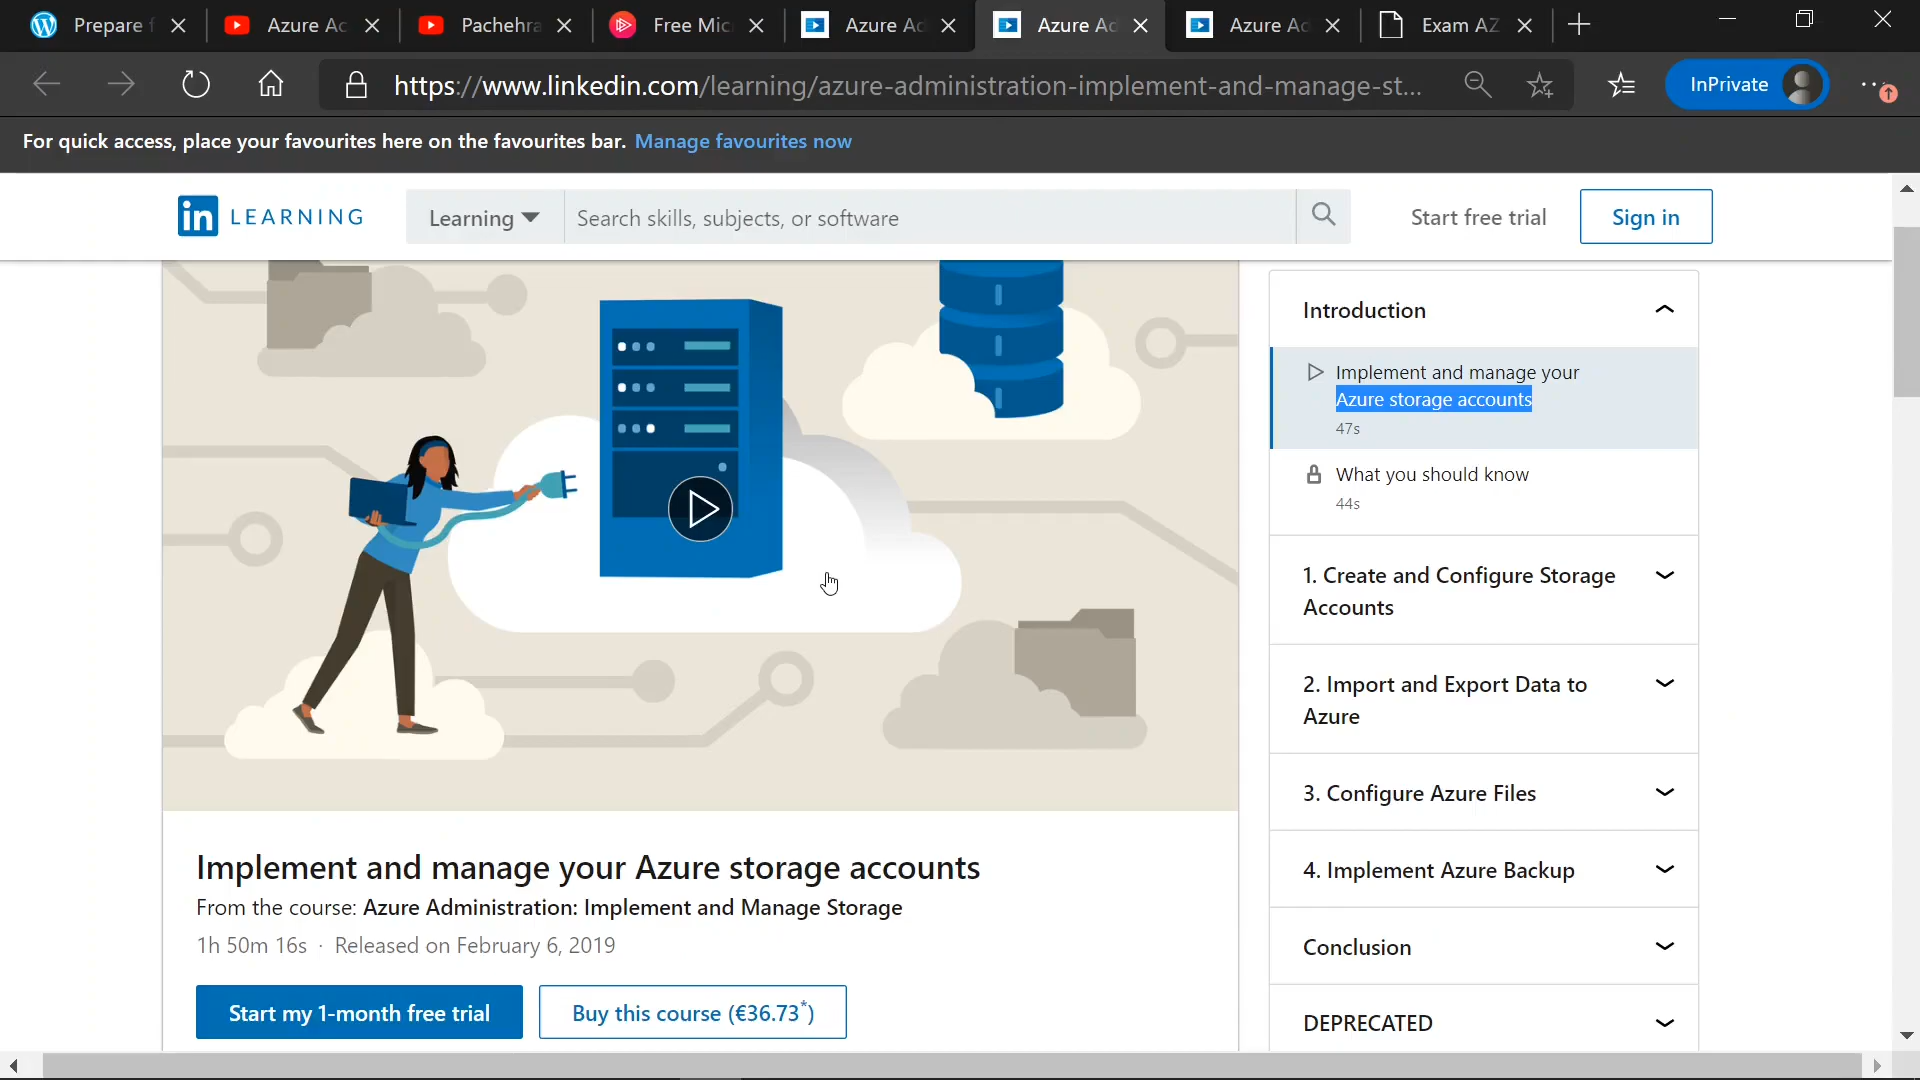 Prepare f
Azure Ac
Pachehra
Free Mic
Azure Ad
Azure Ad
Azure Ad
Exam AZ
https://www.linkedin.com/learning/azure-administration-implement-and-manage-st...
InPrivate
For quick access, place your favourites here on the favourites bar. Manage favourites now
in LEARNING
Learning
Search skills, subjects, or software
Start free trial
Sign in
Introduction
Implement and manage your
Azure storage accounts
47s
What you should know
44s
1. Create and Configure Storage
Accounts
2. Import and Export Data to
Azure
3. Configure Azure Files
4. Implement Azure Backup
Conclusion
DEPRECATED
Implement and manage your Azure storage accounts
From the course: Azure Administration: Implement and Manage Storage
1h 50m 16s · Released on February 6, 2019
Start my 1-month free trial
Buy this course (€36.73*)